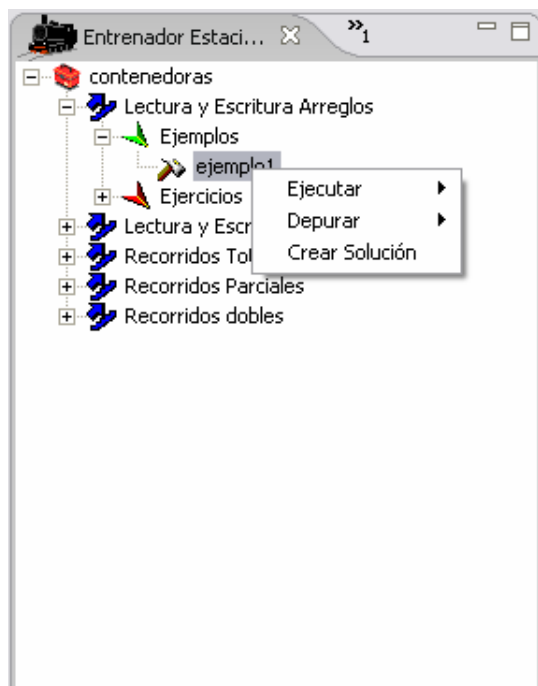 Entrenador Estaci... »1
contenedoras
Lectura y Escritura Arreglos
Ejemplos
ejemplo1
Ejecutar
Ejercicios
Depurar
Lectura y Escr
Crear Solución
Recorridos Tot
Recorridos Parciales
Recorridos dobles